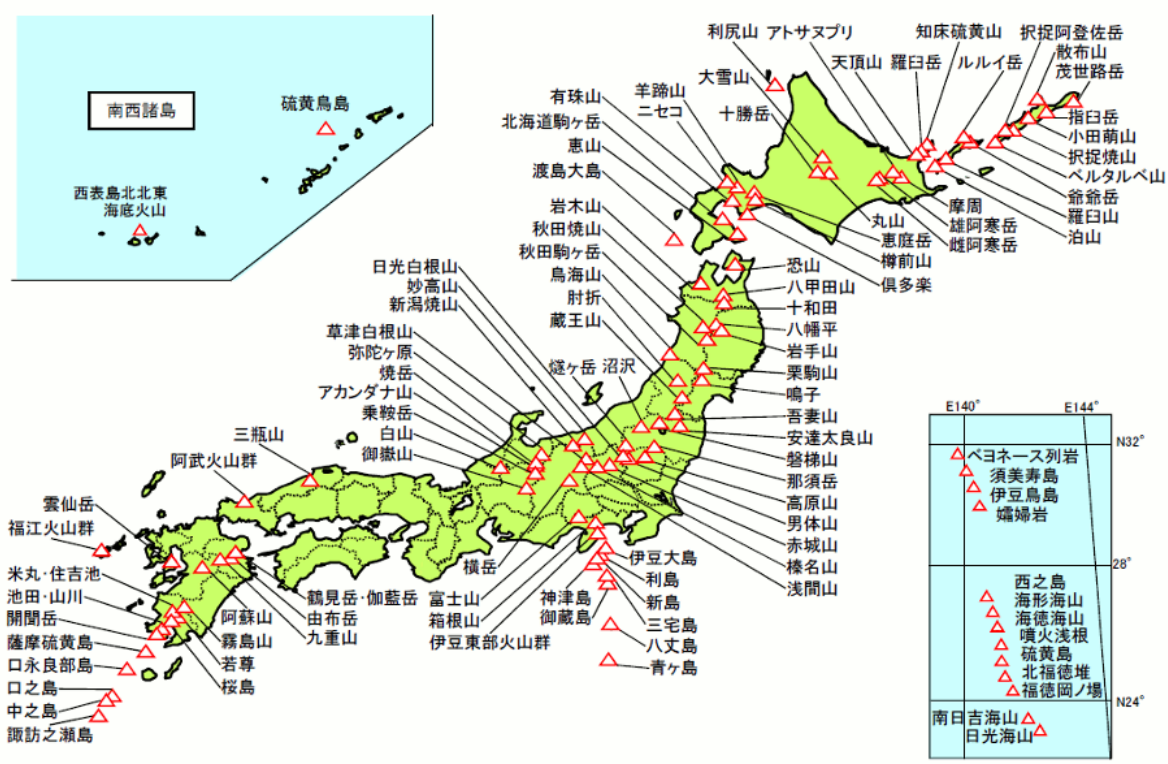 南西諸島
硫黄鳥島
西表島北北東
海底火山
利尻山
アトサヌプリ
知床硫黄山
択捉阿登佐岳
散布山
茂世路岳
天頂山
羅臼岳
ルルイ岳
大雪山
十勝岳
羊蹄山
ニセコ
有珠山
北海道駒ヶ岳
恵山
渡島大島
岩木山
秋田焼山
秋田駒ヶ岳
鳥海山
肘折
蔵王山
指臼岳
小田萌山
択捉焼山
ベルタルベ山
爺爺岳
羅臼山
泊山
摩周
雄阿寒岳
雌阿寒岳
丸山
恵庭岳
樽前山
倶多楽
恐山
八甲田山
十和田
八幡平
岩手山
栗駒山
鳴子
吾妻山
安達太良山
磐梯山
那須岳
高原山
男体山
赤城山
榛名山
浅間山
日光白根山
妙高山
新潟焼山
草津白根山
弥陀ヶ原
焼岳
アカンダナ山
乗鞍岳
白山
御嶽山
燧ヶ岳
沼沢
三瓶山
阿武火山群
雲仙岳
福江火山群
米丸・住吉池
池田・山川
開聞岳
薩摩硫黄島
口永良部島
口之島
中之島
諏訪之瀬島
阿蘇山
霧島山
若尊
桜島
鶴見岳・伽藍岳
由布岳
九重山
横岳
富士山
箱根山
伊豆東部火山群
神津島
御蔵島
伊豆大島
利島
新島
三宅島
八丈島
青ヶ島
E140°
E144°
N32°
28°
N24°
ベヨネース列岩
須美寿島
伊豆鳥島
孀婦岩
西之島
海形海山
海徳海山
噴火浅根
硫黄島
北福徳堆
福徳岡ノ場
南日吉海山
日光海山